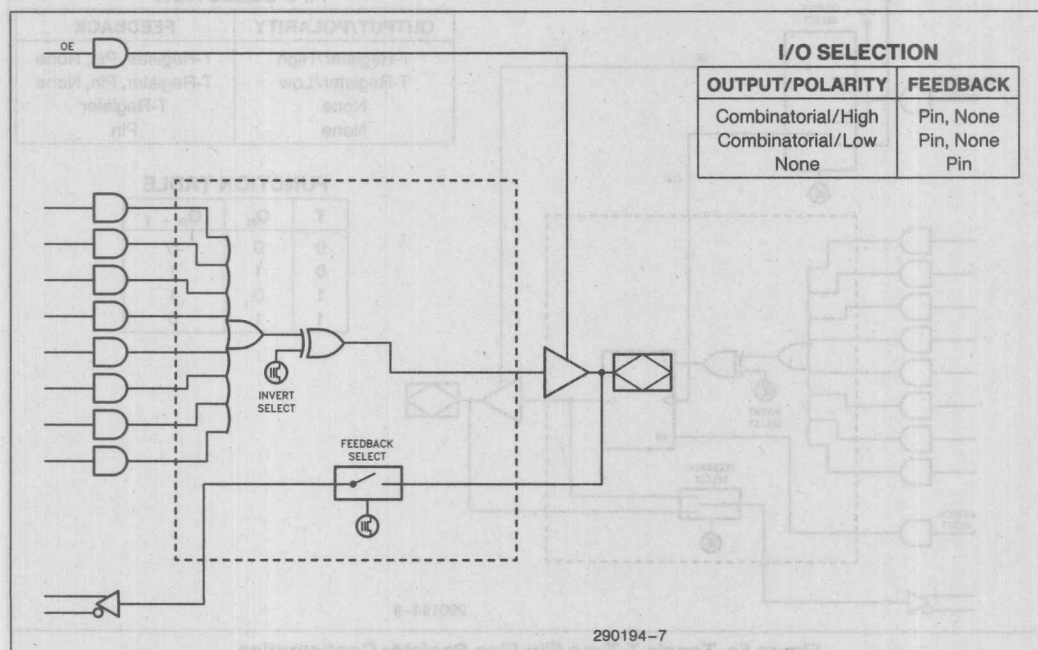 OE
I/O SELECTION
OUTPUT/POLARITY FEEDBACK
Combinatorial/High Pin, None
Combinatorial/Low Pin, None
None Pin
INVERT
SELECT
FEEDBACK
SELECT
290194–7